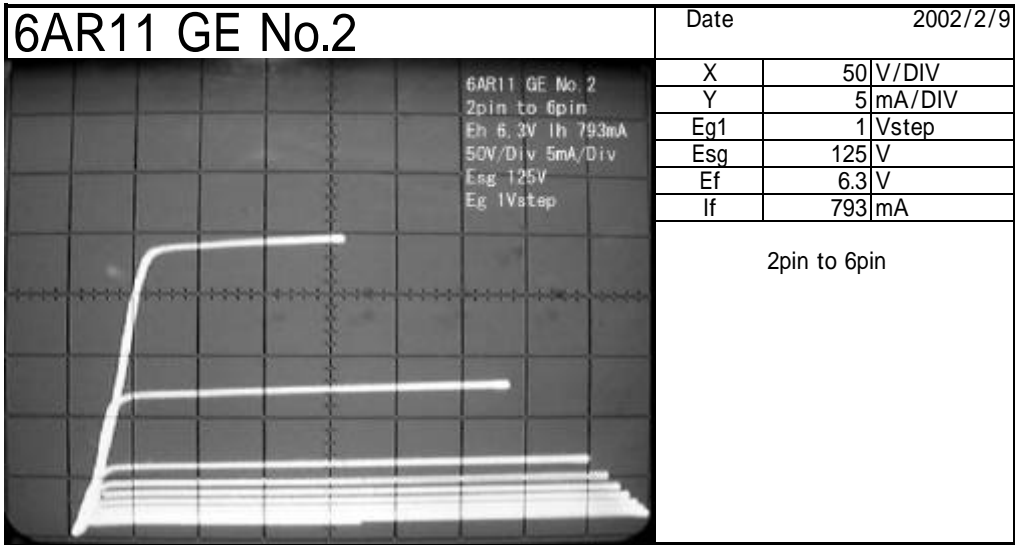 6AR11 GE No.2
Date 2002/2/9
6AR11 GE No. 2
2pin to 6pin
Eh 6.3V Ih 793mA
50V/Div 5mA/Div
Esg 125V
Eg 1Vstep
X 50 V/DIV
Y 5 mA/DIV
Eg1 1 Vstep
Esg 125 V
Ef 6.3 V
If 793 mA
2pin to 6pin